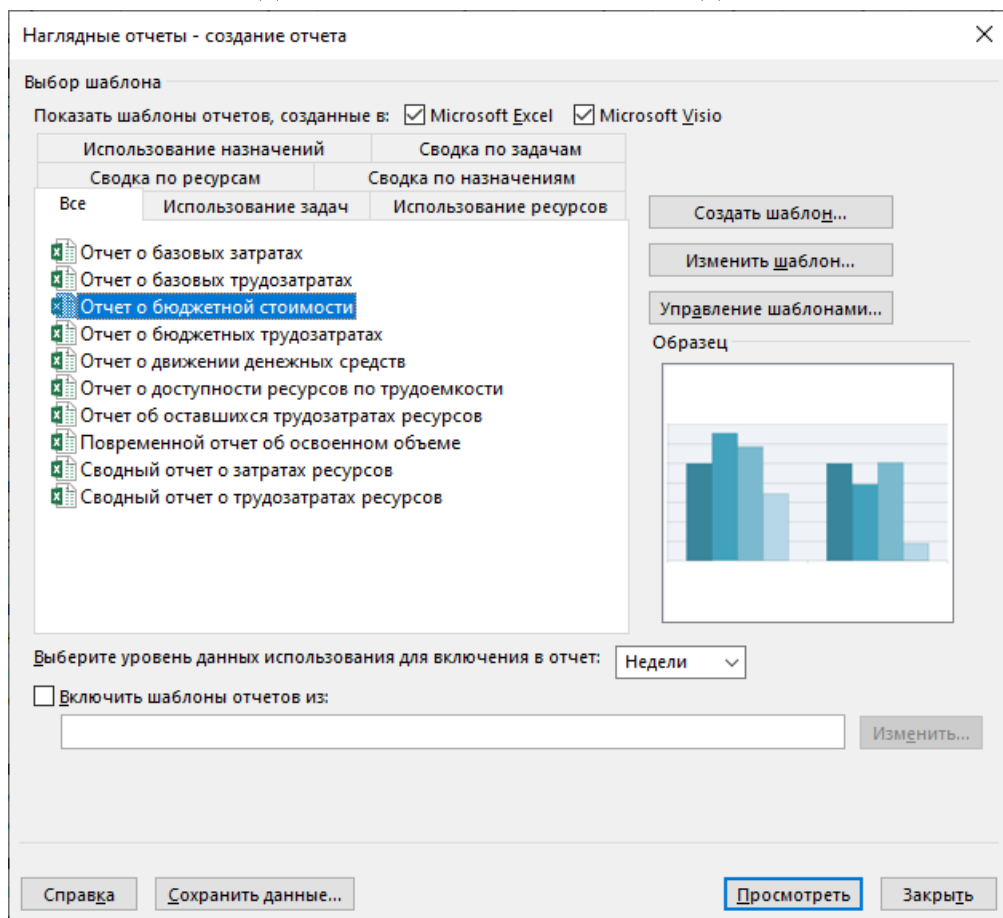 Наглядные отчеты - создание отчета
Выбор шаблона
Показать шаблоны отчетов, созданные в: Microsoft Excel Microsoft Visio
Использование назначений Сводка по задачам
Сводка по ресурсам Сводка по назначениям
Все Использование задач Использование ресурсов
Создать шаблон...
Отчет о базовых затратах
Изменить шаблон...
Отчет о базовых трудозатратах
Отчет о бюджетной стоимости
Управление шаблонами...
Отчет о бюджетных трудозатратах
Образец
Отчет о движении денежных средств
Отчет о доступности ресурсов по трудоемкости
Отчет об оставшихся трудозатратах ресурсов
Повременной отчет об освоенном объеме
Сводный отчет о затратах ресурсов
Сводный отчет о трудозатратах ресурсов
Выберите уровень данных использования для включения в отчет: Недели
Включить шаблоны отчетов из:
Изменить...
Справка Сохранить данные... Просмотреть Закрыть